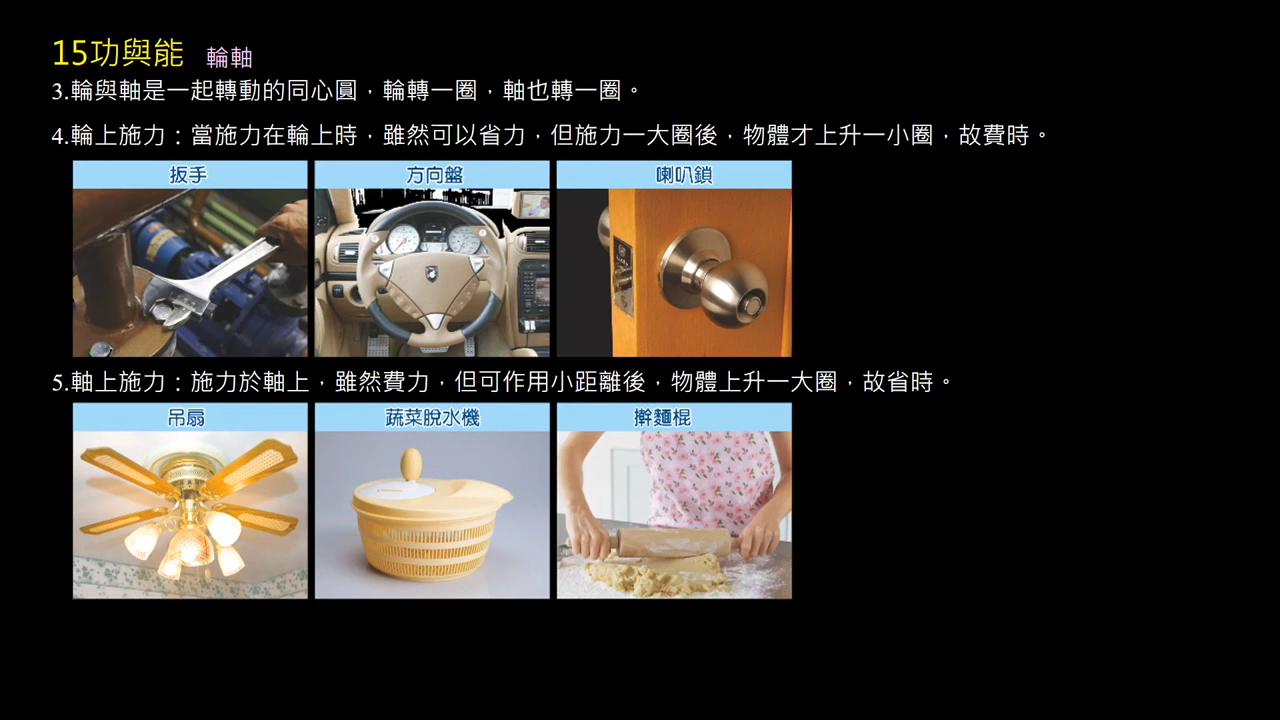 15功與能 輪軸
3.輪與軸是一起轉動的同心圓，輪轉一圈，軸也轉一圈。
4.輪上施力：當施力在輪上時，雖然可以省力，但施力一大圈後，物體才上升一小圈，故費時。
扳手 方向盤 喇叭鎖
5.軸上施力：施力於軸上，雖然費力，但可作用小距離後，物體上升一大圈，故省時。
吊扇 蔬菜脫水機 擀麵棍